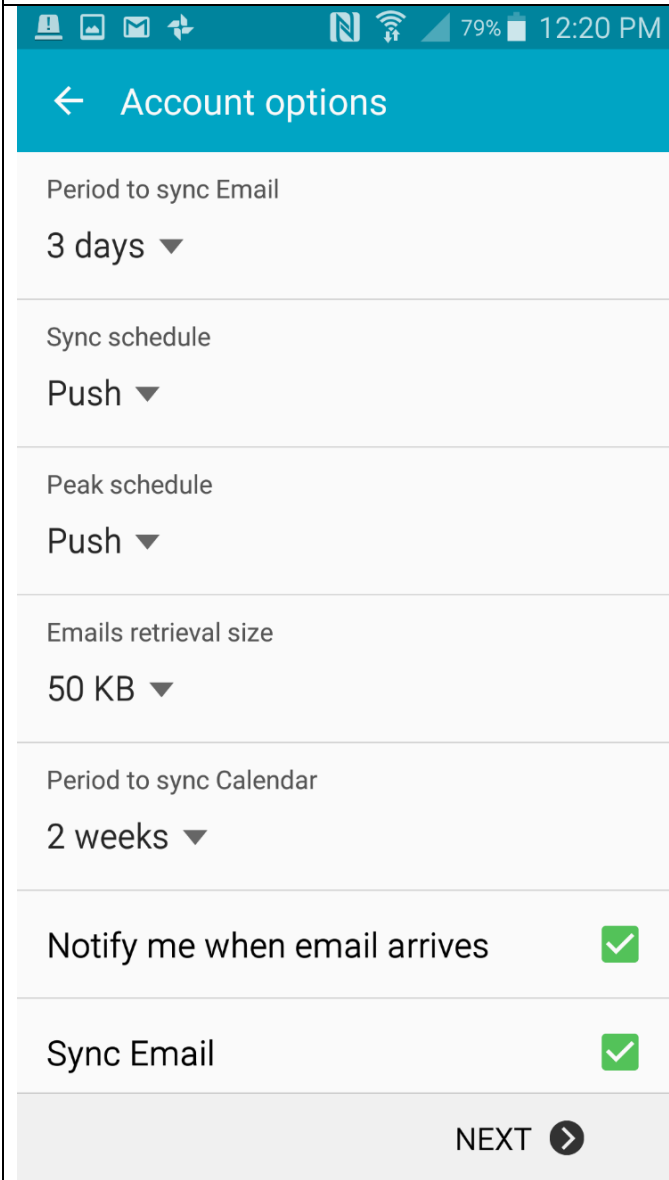 79% 12:20 PM
Account options
Period to sync Email
3 days
Sync schedule
Push
Peak schedule
Push
Emails retrieval size
50 KB
Period to sync Calendar
2 weeks
Notify me when email arrives
Sync Email
NEXT